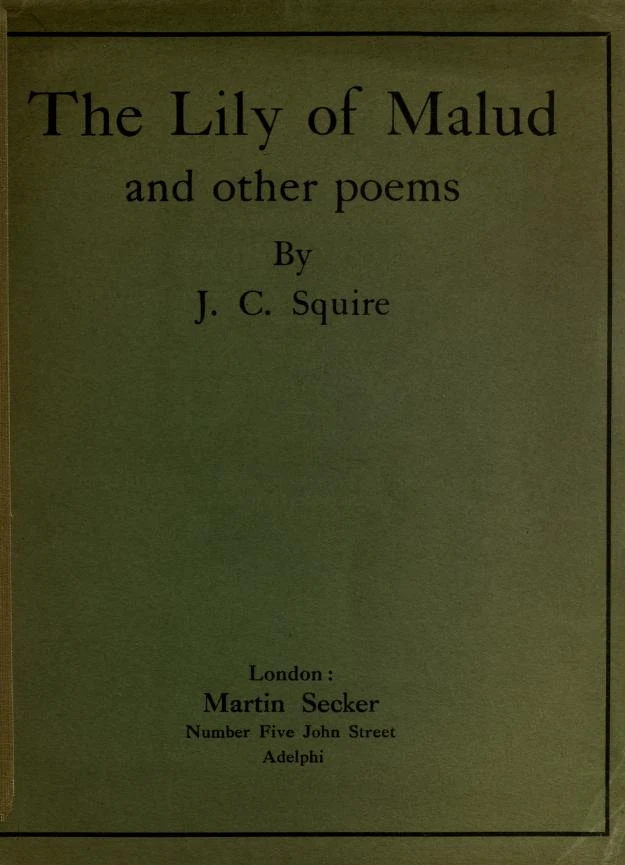 The Lily of Malud
and other poems
By
J. C. Squire
London :
Martin Secker
Number Five John Street
Adelphi